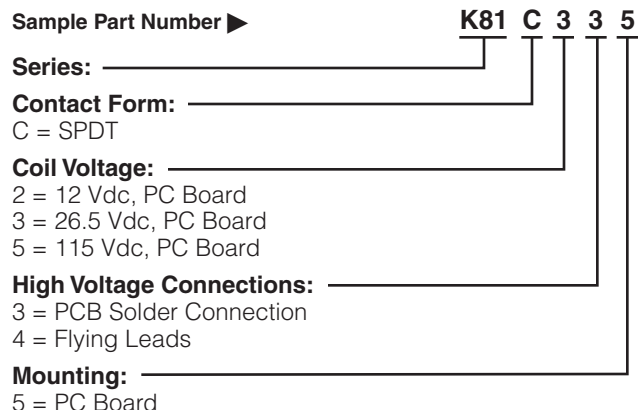 Sample Part Number ▶ K81 C 3 3 5
Series:
Contact Form:
C = SPDT
Coil Voltage:
2 = 12 Vdc, PC Board
3 = 26.5 Vdc, PC Board
5 = 115 Vdc, PC Board
High Voltage Connections:
3 = PCB Solder Connection
4 = Flying Leads
Mounting:
5 = PC Board